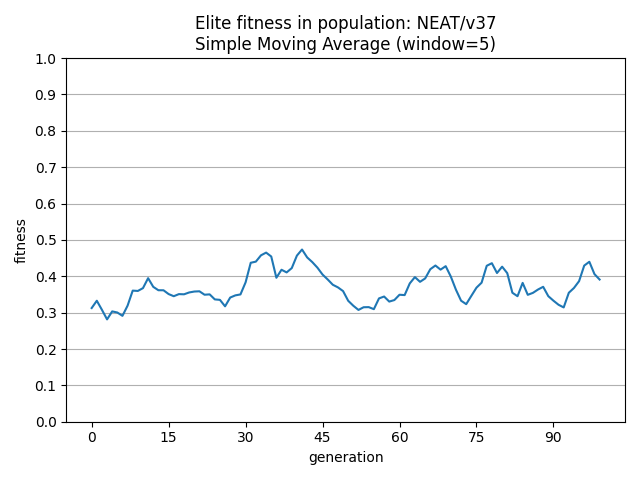 Elite fitness in population: NEAT/v37
Simple Moving Average (window=5)
1.0
0.9
0.8
0.7
0.6
0.5
0.4
0.3
0.2
0.1
0.0
fitness
0 15 30 45 60 75 90
generation